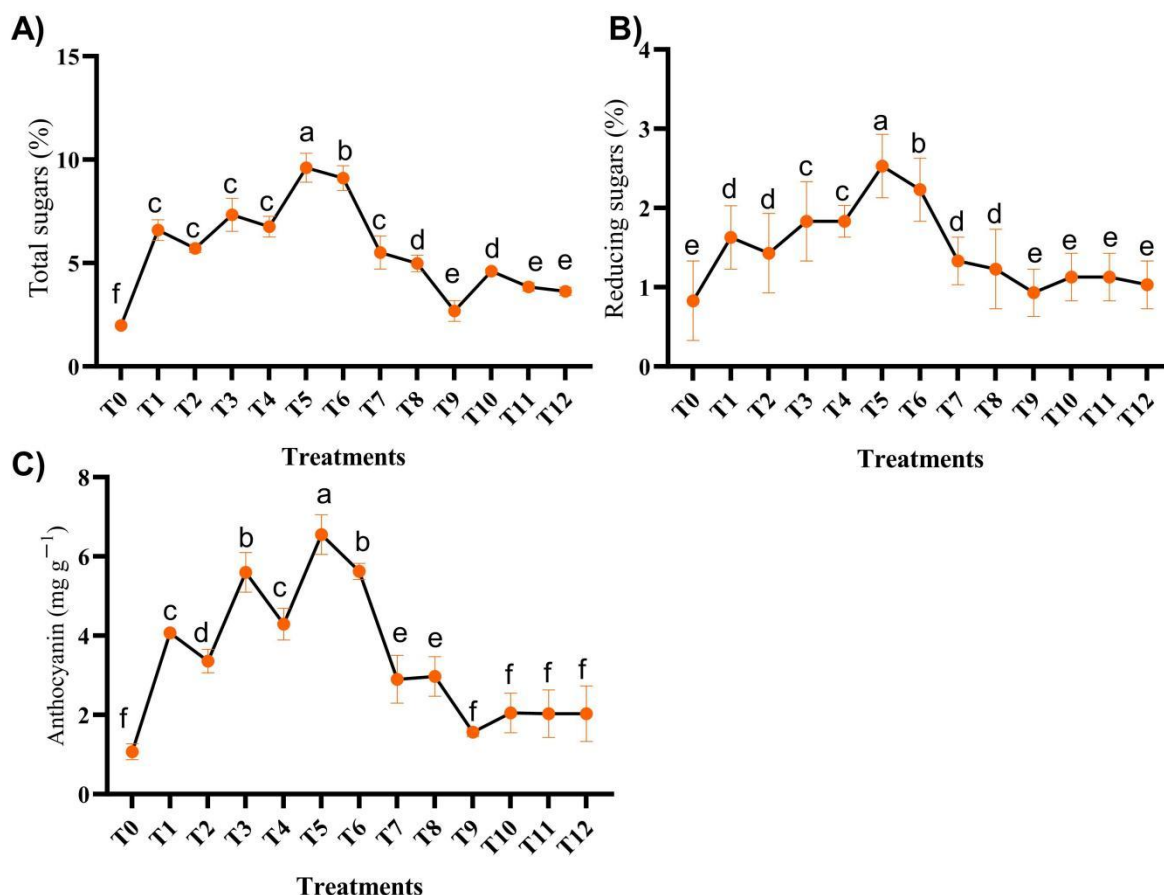 A)
Total sugars (%)
15
10
5
0
f c c c c a b c d e d e e
T0 T1 T2 T3 T4 T5 T6 T7 T8 T9 T10 T11 T12
Treatments
B)
Reducing sugars (%)
4
3
2
1
0
e d d c c a b d d e e e e
T0 T1 T2 T3 T4 T5 T6 T7 T8 T9 T10 T11 T12
Treatments
C)
Anthocyanin (mg g⁻¹)
8
6
4
2
0
f c d b c a b e e f f f f
T0 T1 T2 T3 T4 T5 T6 T7 T8 T9 T10 T11 T12
Treatments